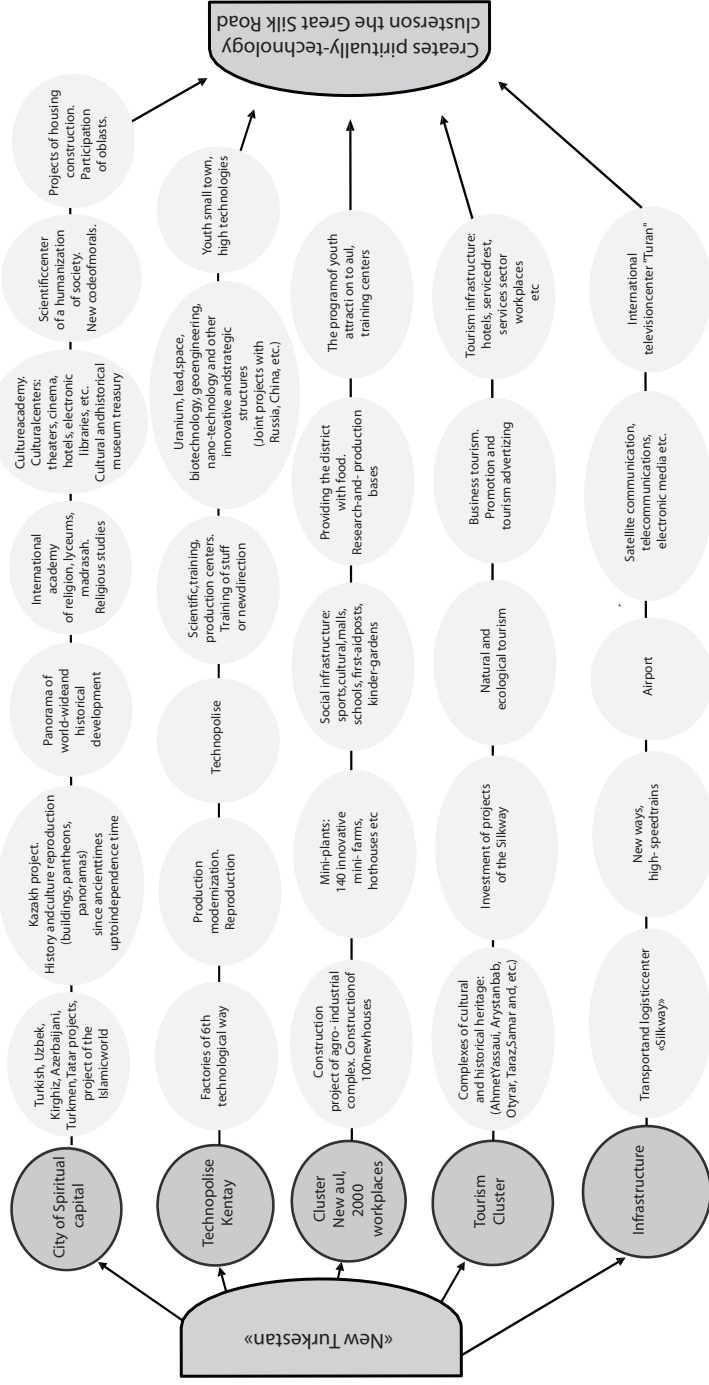 «New Turkestan»
City of Spiritual
capital
Turkish, Uzbek,
Kirghiz, Azerbaijani,
Turkmen,Tatar projects,
project of the
Islamicworld
Kazakh project.
History andculture reproduction
(buildings, pantheons,
panoramas)
since ancienttimes
uptoindependence time
Panorama of
world-wideand
historical
development
International
academy
of religion, lyceums,
madrasah.
Religious studies
Cultureacademy.
Culturalcenters:
theaters, cinema,
hotels, electronic
libraries, etc.
Cultural andhistorical
museum treasury
Scientificcenter
of a humanization
of society.
New codeofmorals.
Projects of housing
construction.
Participation
of oblasts.
Technopolise
Kentay
Factories of 6th
technological way
Production
modernization.
Reproduction
Technopolise
Scientific,training,
production centers.
Training of stuff
or newdirection
Uranium, lead,space,
biotechnology, geoengineering,
nano-technology and other
innovative andstrategic
structures
(Joint projects with
Russia, China, etc.)
Youth small town,
high technologies
Cluster
New aul,
2000
workplaces
Construction
project of agro- industrial
complex. Constructionof
100newhouses
Mini-plants:
140 innovative
mini- farms,
hothouses etc
Social Infrastructure:
sports,cultural,malls,
schools, first-aidposts,
kinder-gardens
Providing the district
with food.
Research-and- production
bases
The programof youth
attracti on to aul,
training centers
Tourism
Cluster
Complexes of cultural
and historical heritage:
(AhmetYassaui, Arystanbab,
Otyrar, Taraz,Samar and, etc.)
Investment of projects
of the Silkway
Natural and
ecological tourism
Business tourism.
Promotion and
tourism advertizing
Tourism infrastructure:
hotels, servicedrest,
services sector
workplaces
etc
Infrastructure
Transportand logisticcenter
«Silkway»
New ways,
high- speedtrains
Airport
Satellite communication,
telecommunications,
electronic media etc.
International
televisioncenter "Turan"
Creates piritually-technology
clusterson the Great Silk Road